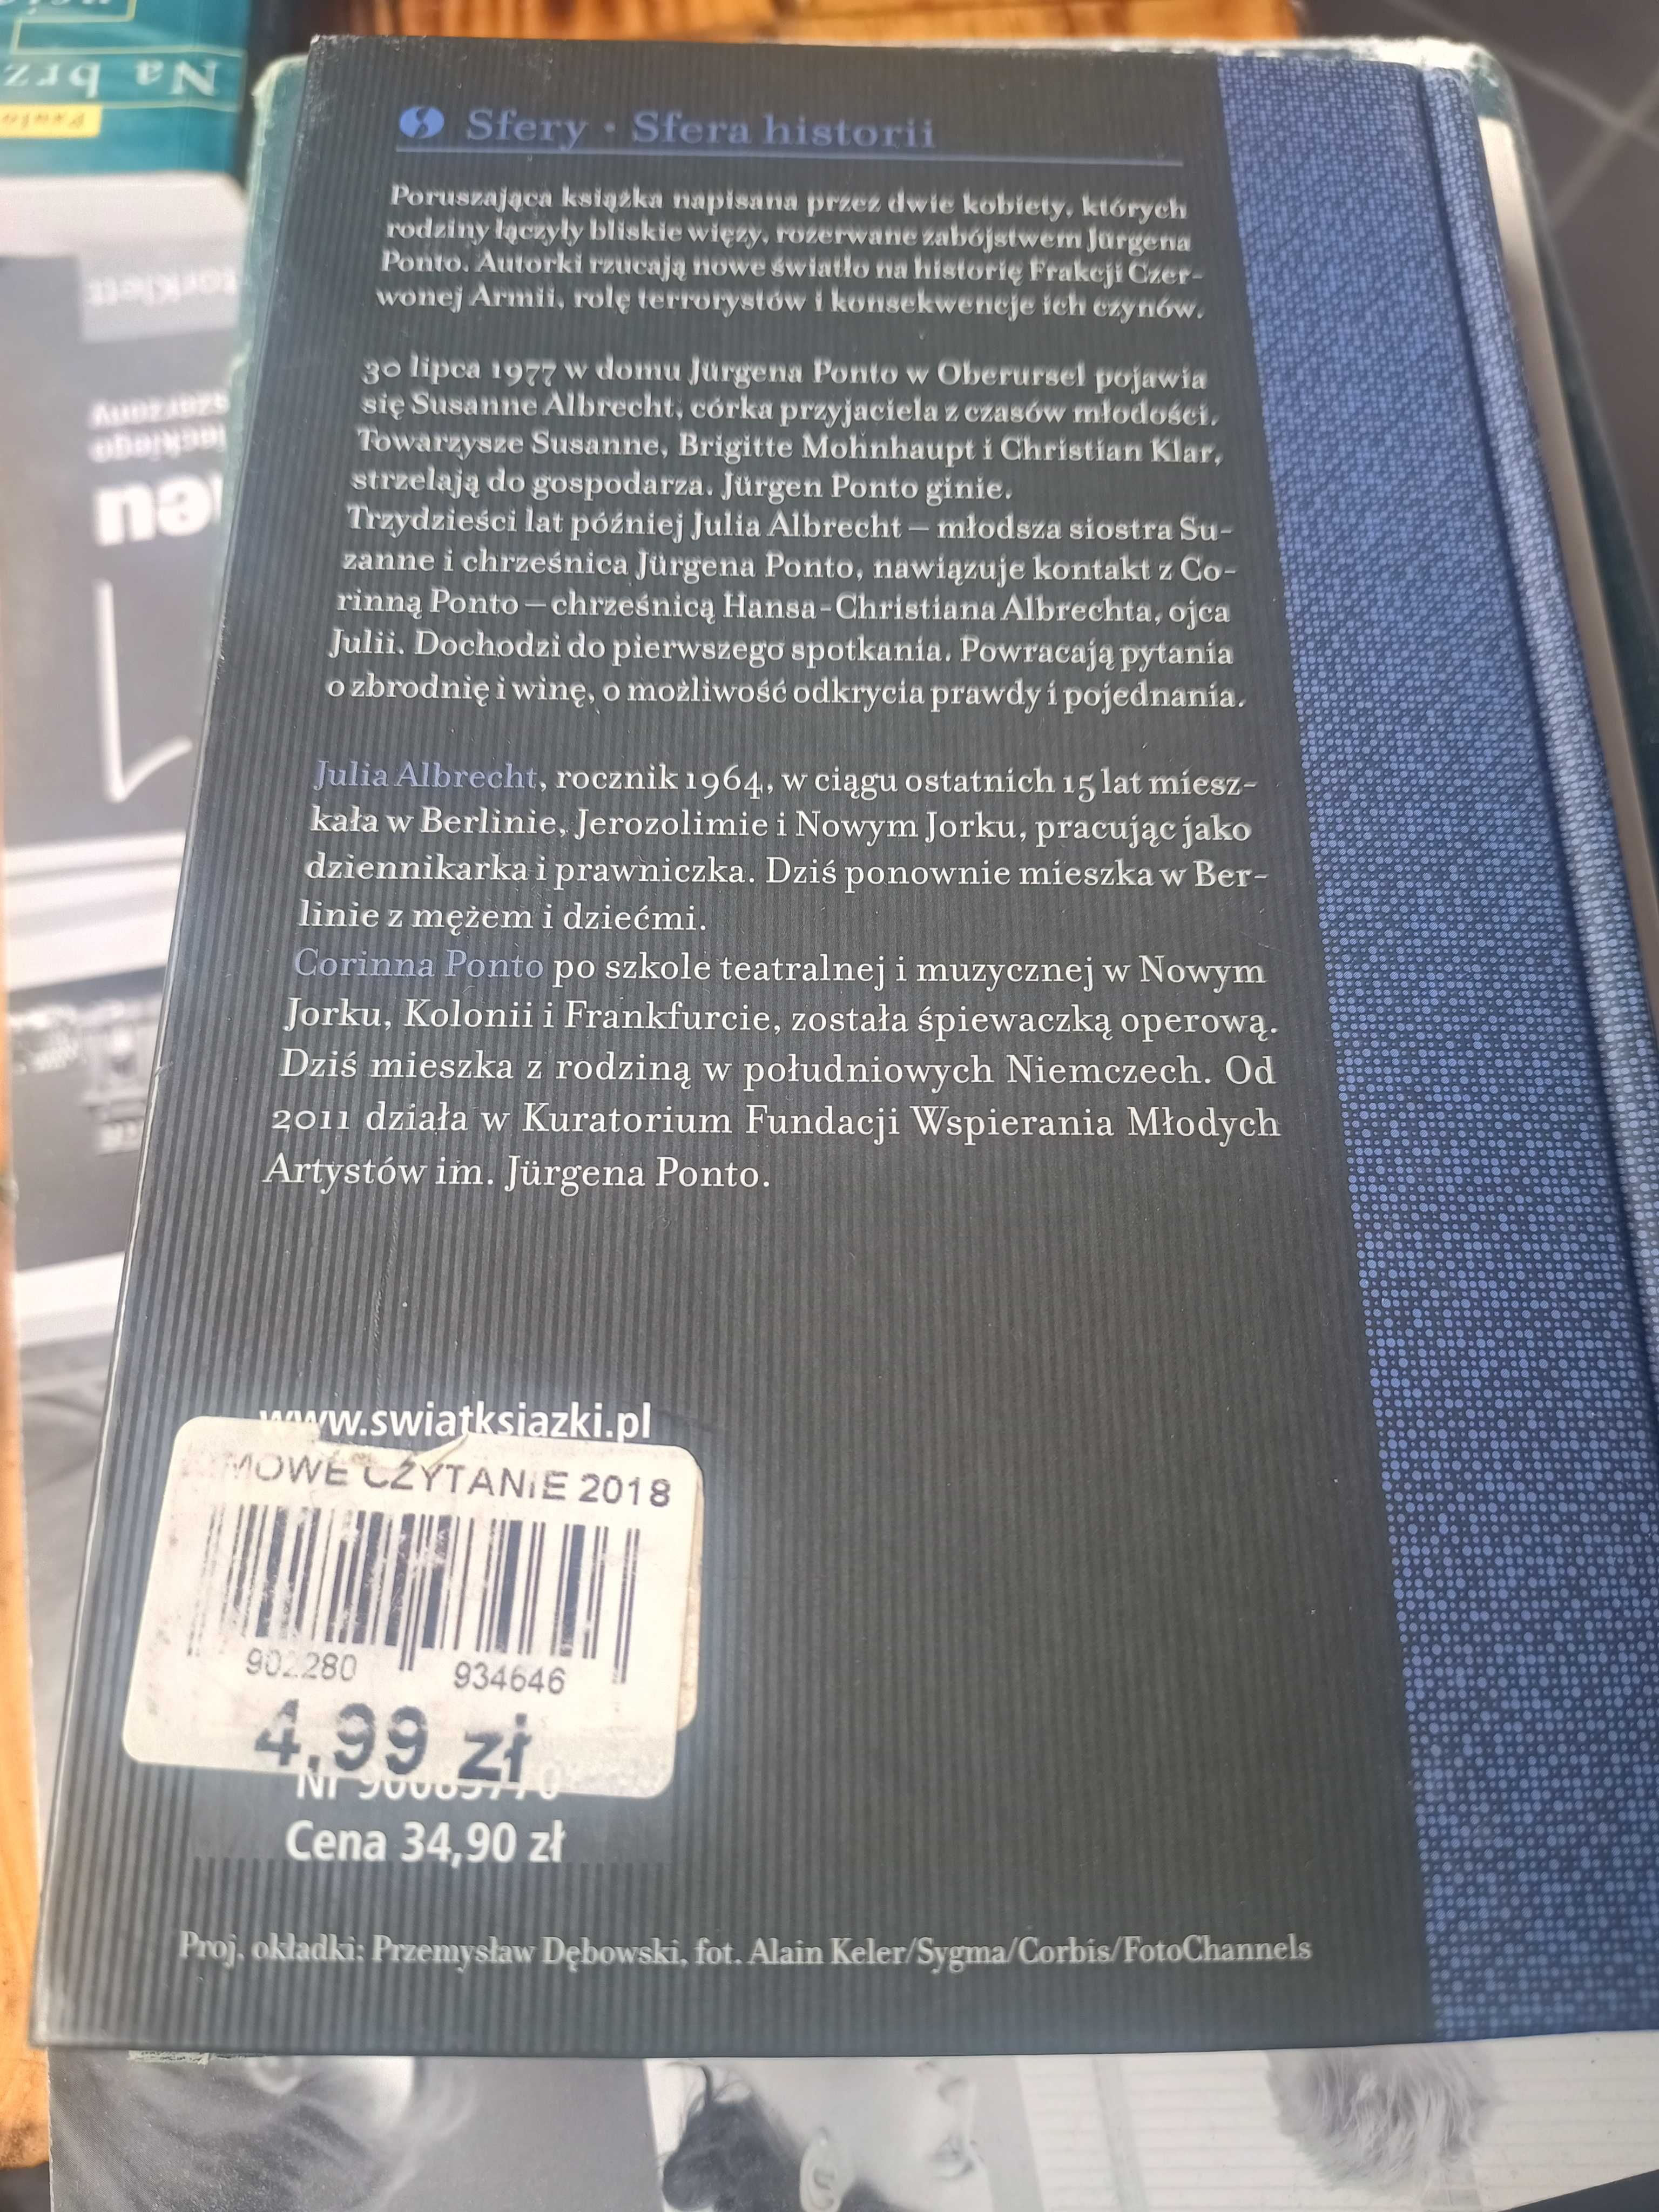 Na brz
Sfery · Sfera historii
Poruszająca książka napisana przez dwie kobiety, których
rodziny łączyły bliskie więzy, rozerwane zabójstwem Jürgena
Ponto. Autorki rzucają nowe światło na historię Frakcji Czer-
wonej Armii, rolę terrorystów i konsekwencje ich czynów.
30 lipca 1977 w domu Jürgena Ponto w Oberursel pojawia
się Susanne Albrecht, córka przyjaciela z czasów młodości.
Towarzysze Susanne, Brigitte Mohnhaupt i Christian Klar,
strzelają do gospodarza. Jürgen Ponto ginie.
Trzydzieści lat później Julia Albrecht – młodsza siostra Su-
zanne i chrześnica Jürgena Ponto, nawiązuje kontakt z Co-
rinną Ponto – chrześnicą Hansa-Christiana Albrechta, ojca
Julii. Dochodzi do pierwszego spotkania. Powracają pytania
o zbrodnię i winę, o możliwość odkrycia prawdy i pojednania.
Julia Albrecht, rocznik 1964, w ciągu ostatnich 15 lat miesz-
kała w Berlinie, Jerozolimie i Nowym Jorku, pracując jako
dziennikarka i prawniczka. Dziś ponownie mieszka w Ber-
linie z mężem i dziećmi.
Corinna Ponto po szkole teatralnej i muzycznej w Nowym
Jorku, Kolonii i Frankfurcie, została śpiewaczką operową.
Dziś mieszka z rodziną w południowych Niemczech. Od
2011 działa w Kuratorium Fundacji Wspierania Młodych
Artystów im. Jürgena Ponto.
www.swiatksiazki.pl
MOWE CZYTANIE 2018
934646
4,99 zł
Nr
Cena 34,90 zł
Proj. okładki: Przemysław Dębowski, fot. Alain Keler/Sygma/Corbis/FotoChannels